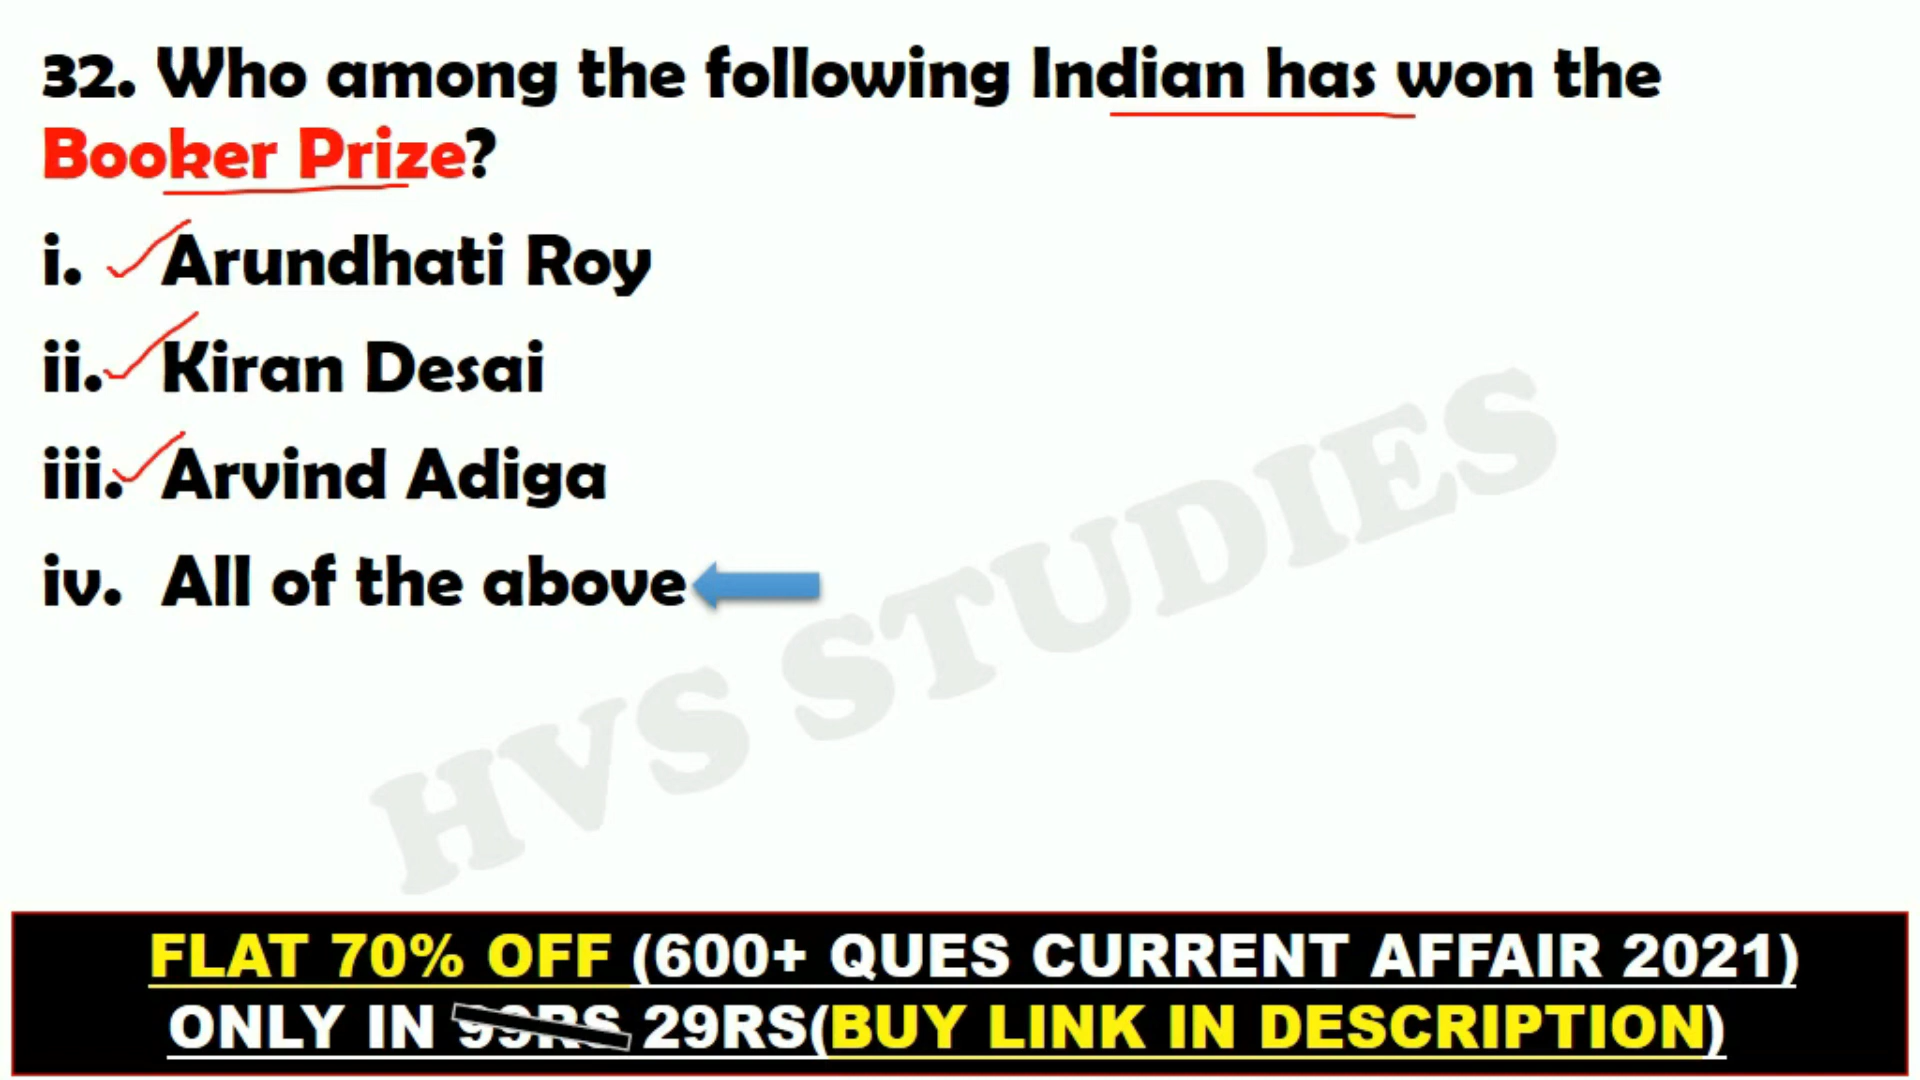 32. Who among the following Indian has won the
Booker Prize?
i. Arundhati Roy
ii. Kiran Desai
iii. Arvind Adiga
iv. All of the above
HVS STUDIES
FLAT 70% OFF (600+ QUES CURRENT AFFAIR 2021)
ONLY IN 99RS 29RS(BUY LINK IN DESCRIPTION)